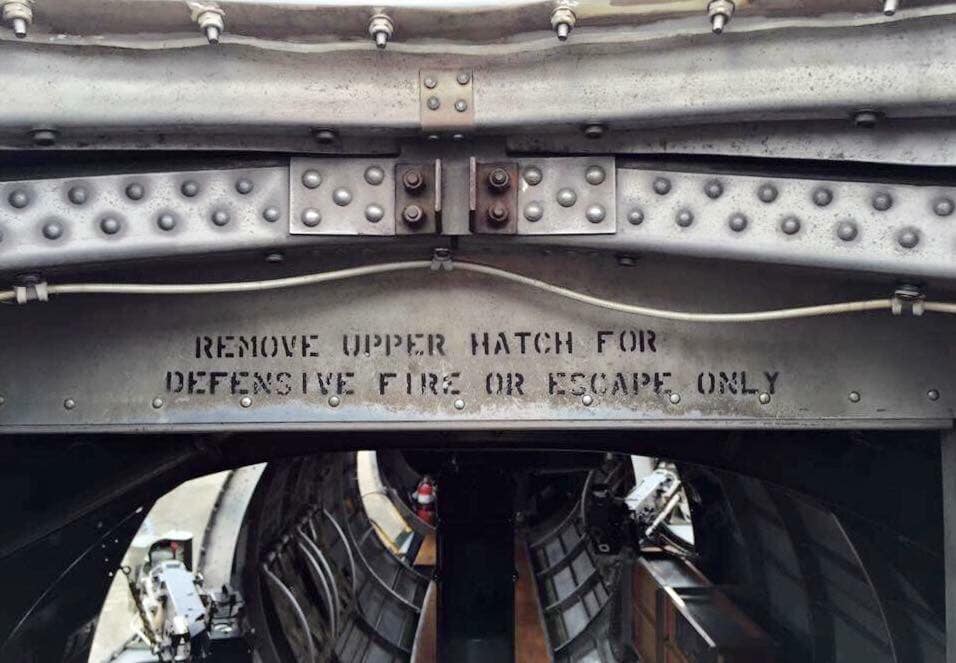 REMOVE UPPER HATCH FOR
DEFENSIVE FIRE OR ESCAPE ONLY